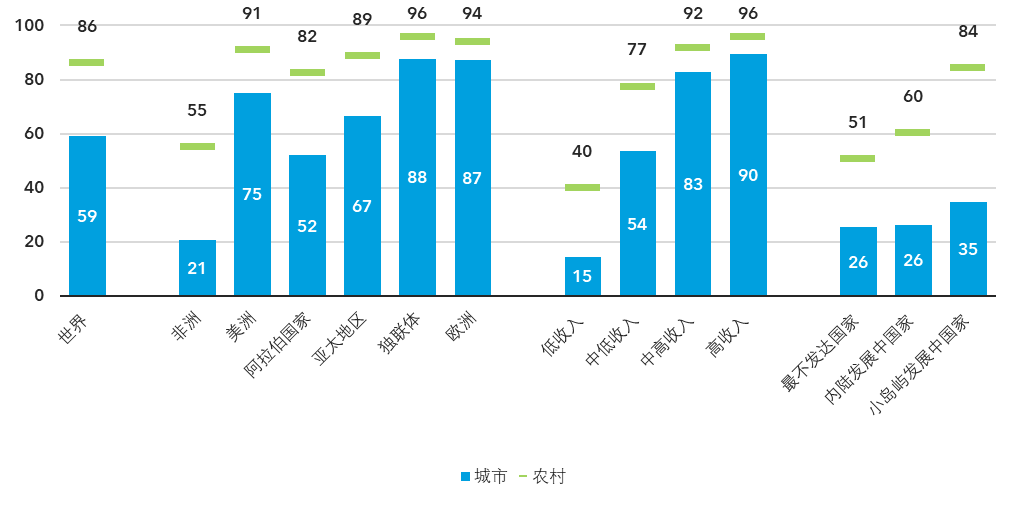 100
80
60
40
20
0
86
55
91
82
89
96
94
40
77
92
96
51
60
84
59
21
75
52
67
88
87
15
54
83
90
26
26
35
世界
非洲
美洲
阿拉伯国家
亚太地区
独联体
欧洲
低收入
中低收入
中高收入
高收入
最不发达国家
内陆发展中国家
小岛屿发展中国家
城市 农村